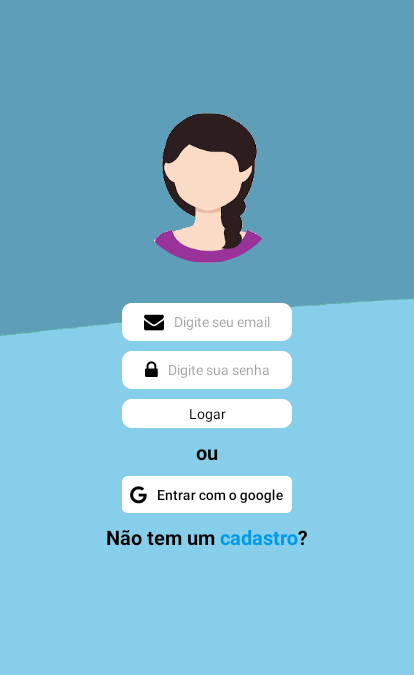 Digite seu email
Digite sua senha
Logar
ou
Entrar com o google
Não tem um cadastro?